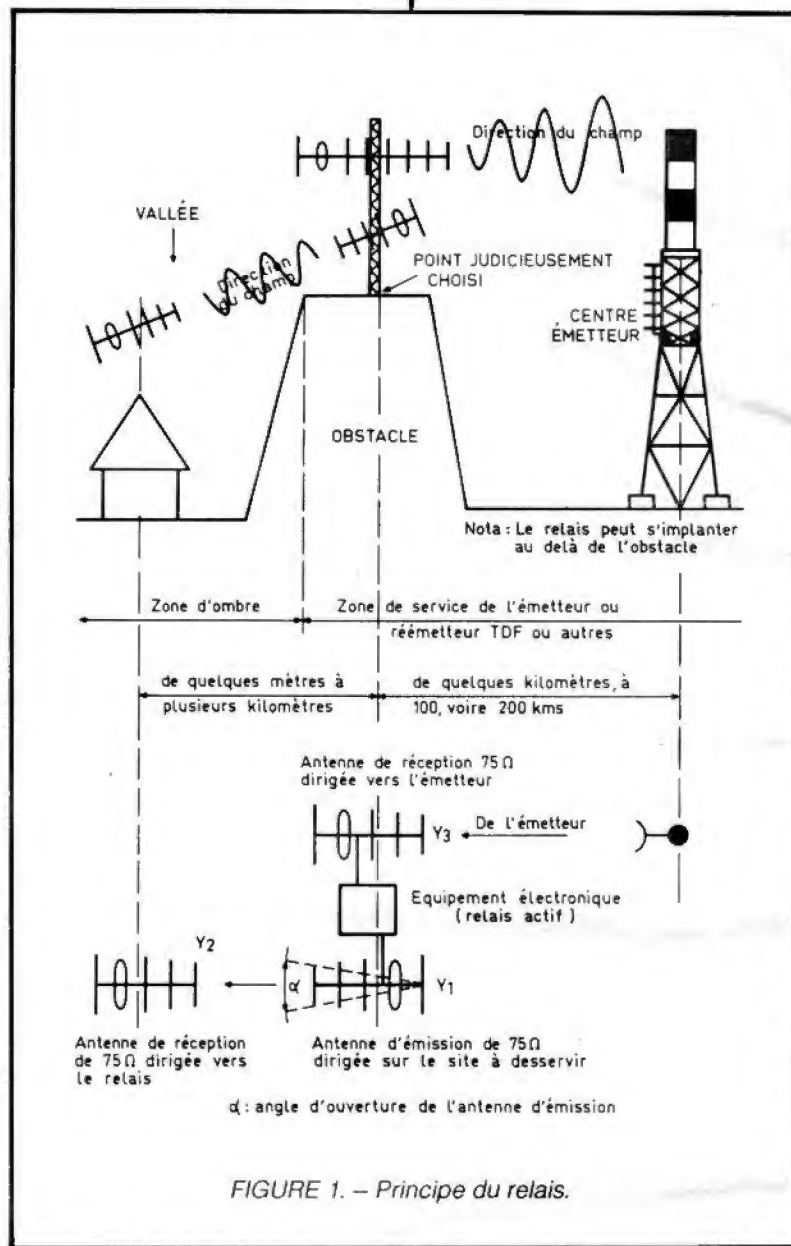 Direction du champ
VALLÉE
Direction
du champ
POINT JUDICIEUSEMENT
CHOISI
CENTRE
ÉMETTEUR
OBSTACLE
Nota : Le relais peut s'implanter
au delà de l'obstacle
Zone d'ombre
Zone de service de l'émetteur ou
réémetteur TDF ou autres
de quelques mètres à
plusieurs kilomètres
de quelques kilomètres, à
100, voire 200 kms
Antenne de réception 75Ω
dirigée vers l'émetteur
Y3
De l'émetteur
Equipement électronique
(relais actif)
Y2
α
Y1
Antenne de réception
de 75Ω dirigée vers
le relais
Antenne d'émission de 75Ω
dirigée sur le site à desservir
α : angle d'ouverture de l'antenne d'émission
FIGURE 1. – Principe du relais.